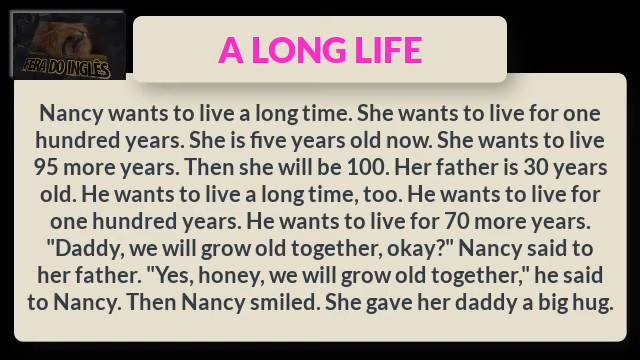 FERA DO INGLÊS
A LONG LIFE
Nancy wants to live a long time. She wants to live for one
hundred years. She is five years old now. She wants to live
95 more years. Then she will be 100. Her father is 30 years
old. He wants to live a long time, too. He wants to live for
one hundred years. He wants to live for 70 more years.
"Daddy, we will grow old together, okay?" Nancy said to
her father. "Yes, honey, we will grow old together," he said
to Nancy. Then Nancy smiled. She gave her daddy a big hug.